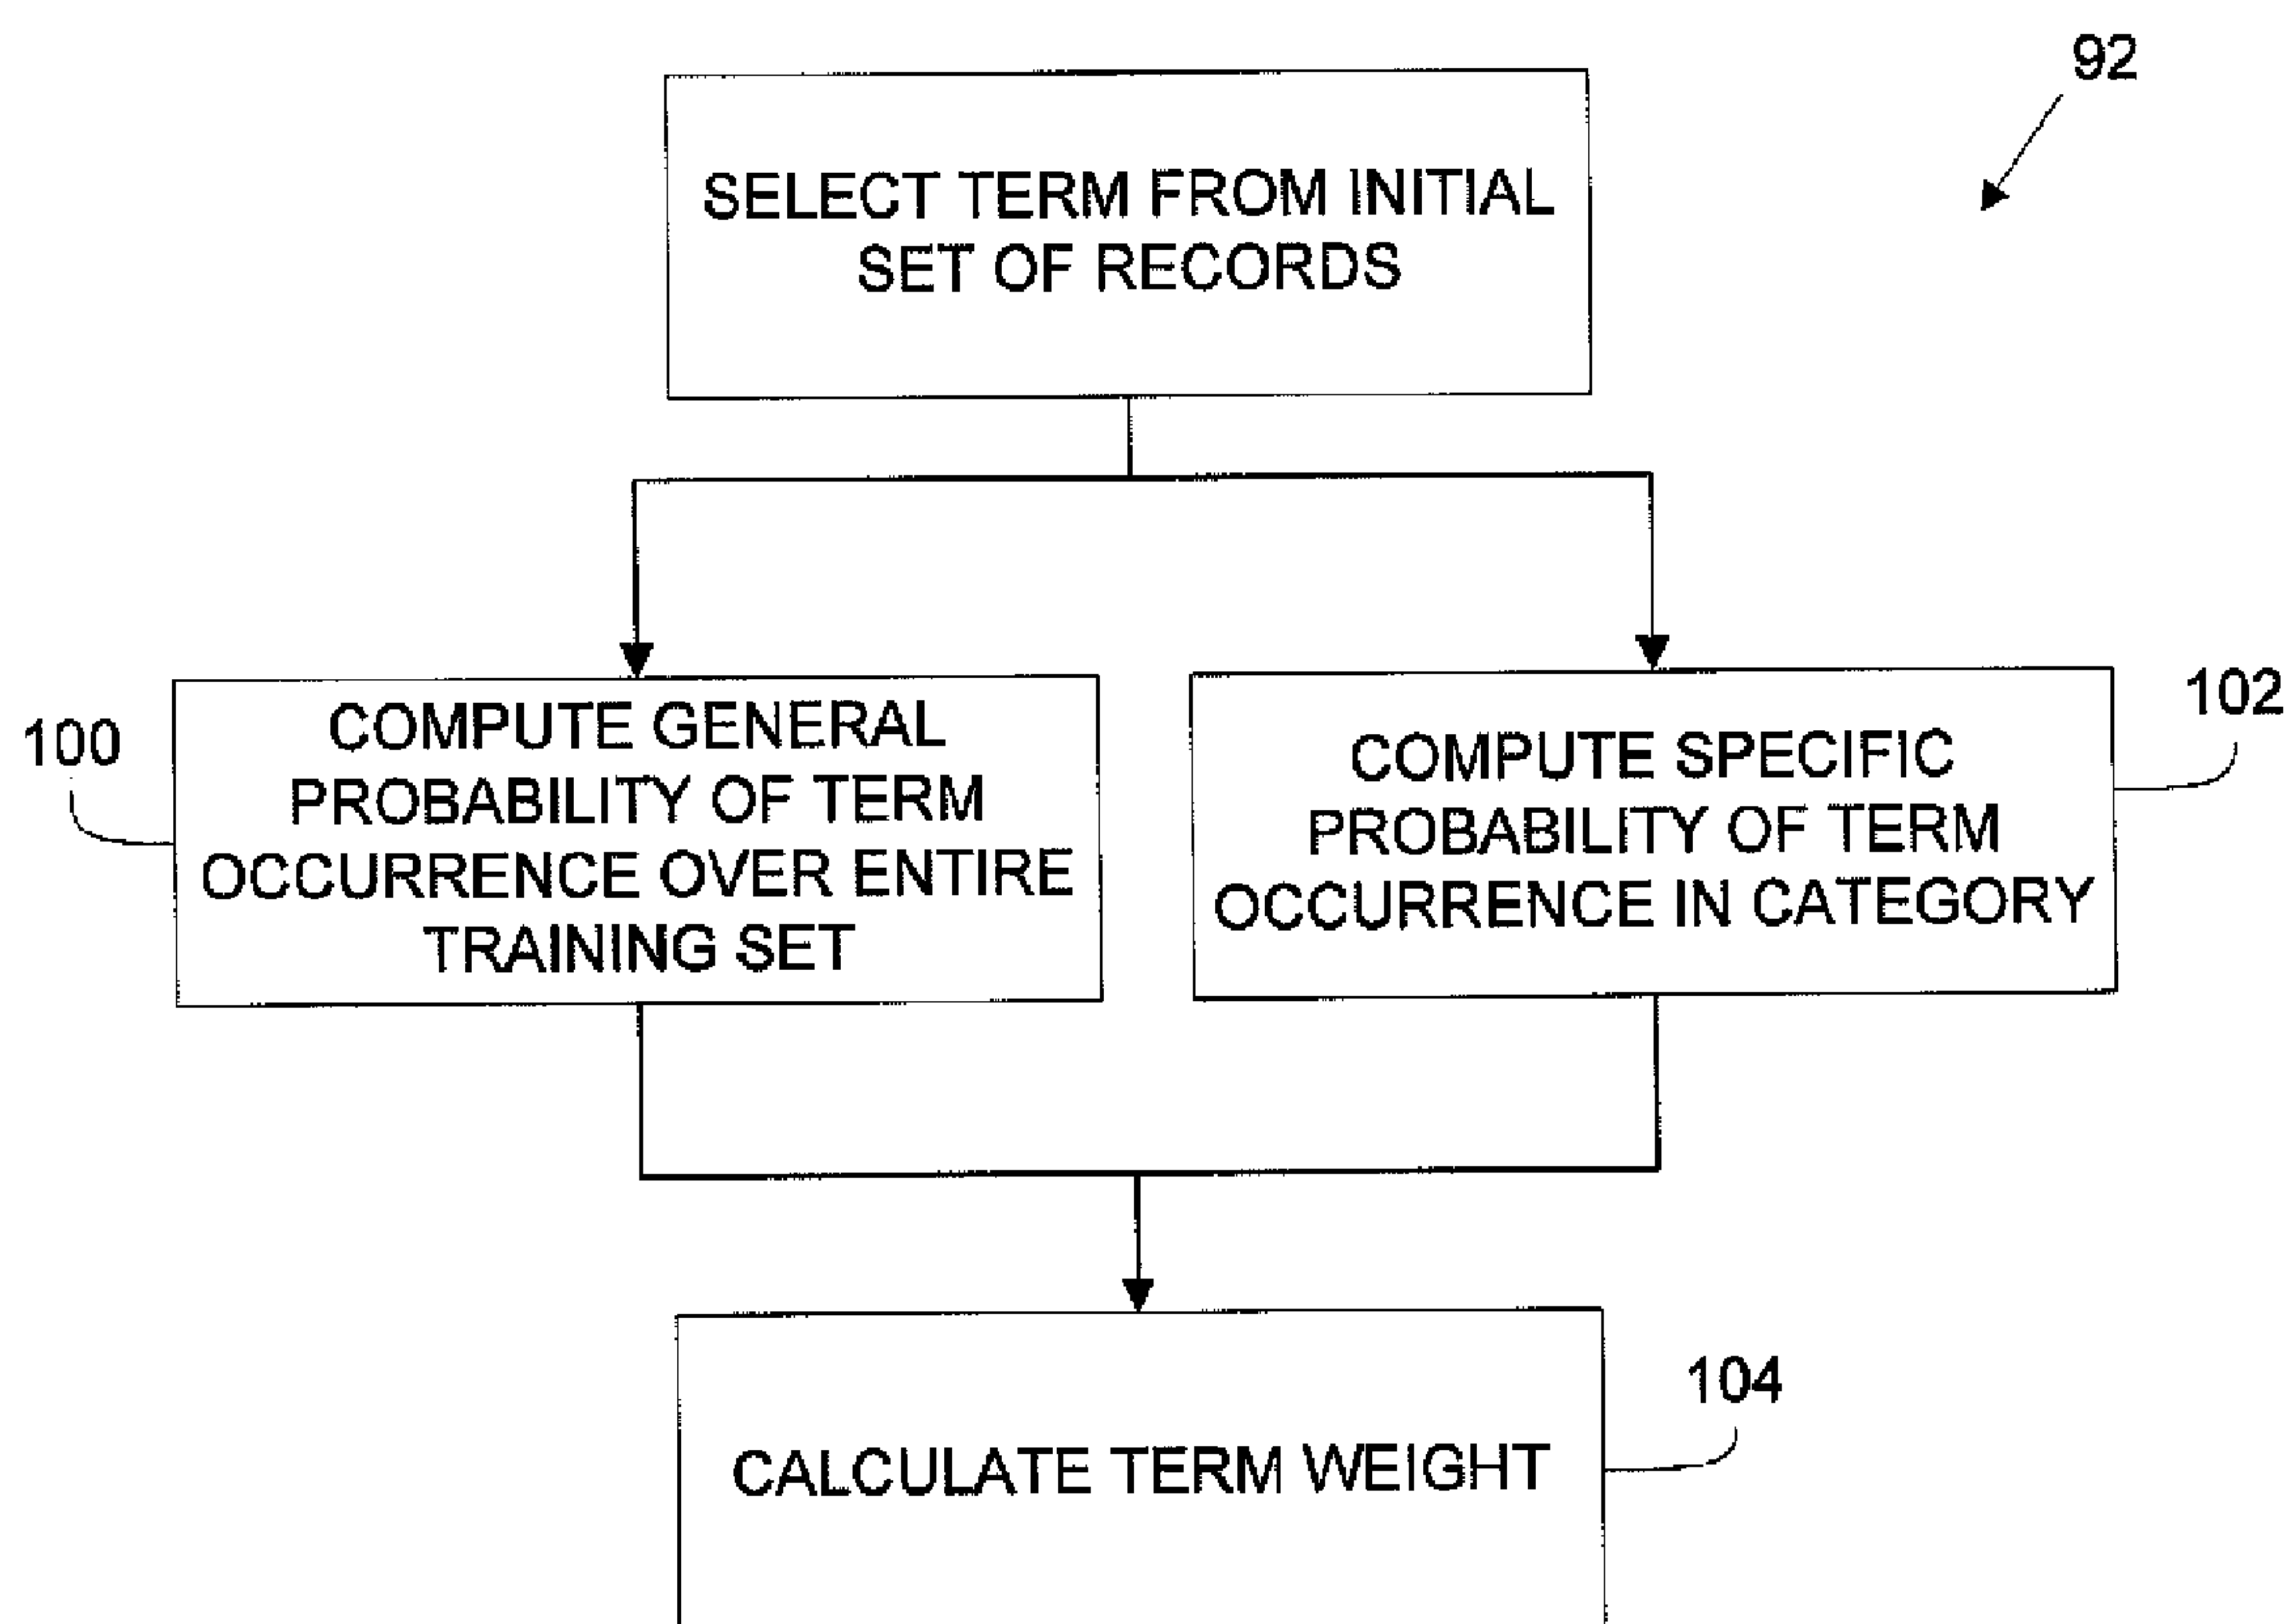 92
SELECT TERM FROM INITIAL
SET OF RECORDS
100
COMPUTE GENERAL
PROBABILITY OF TERM
OCCURRENCE OVER ENTIRE
TRAINING SET
102
COMPUTE SPECIFIC
PROBABILITY OF TERM
OCCURRENCE IN CATEGORY
104
CALCULATE TERM WEIGHT